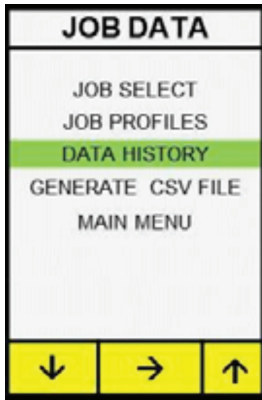 JOB DATA
JOB SELECT
JOB PROFILES
DATA HISTORY
GENERATE CSV FILE
MAIN MENU